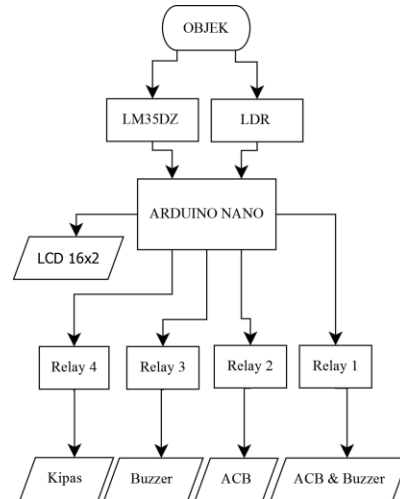 OBJEK
LM35DZ
LDR
ARDUINO NANO
LCD 16x2
Relay 4
Relay 3
Relay 2
Relay 1
Kipas
Buzzer
ACB
ACB & Buzzer